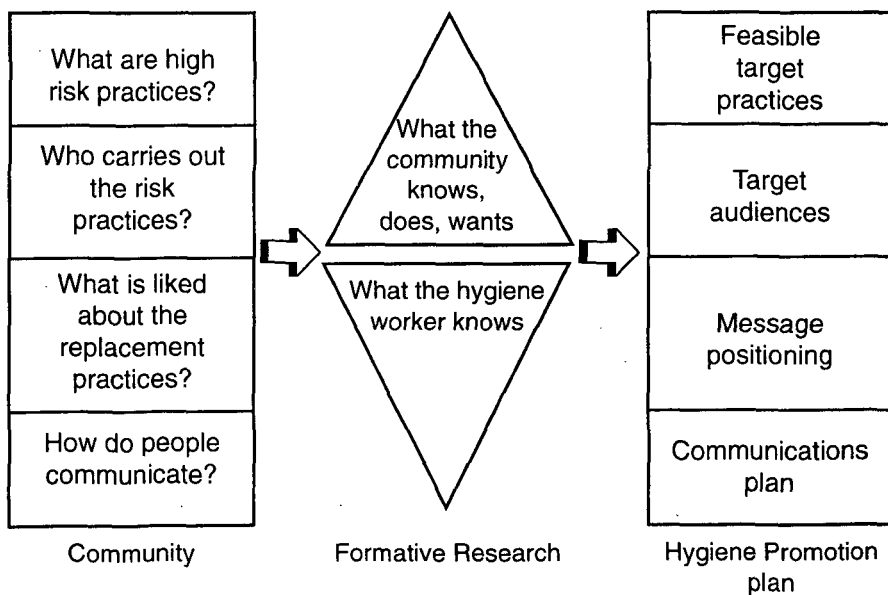 What are high
risk practices?
Who carries out
the risk
practices?
What is liked
about the
replacement
practices?
How do people
communicate?
Community
What the
community
knows,
does, wants
What the hygiene
worker knows
Formative Research
Feasible
target
practices
Target
audiences
Message
positioning
Communications
plan
Hygiene Promotion
plan